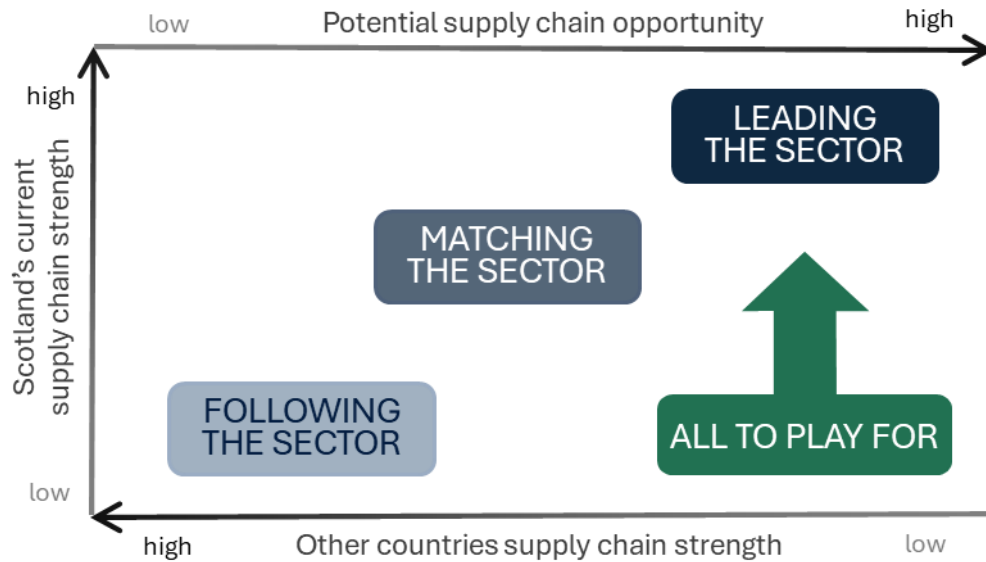 Potential supply chain opportunity
low
high
high
Scotland's current
supply chain strength
low
LEADING
THE SECTOR
MATCHING
THE SECTOR
FOLLOWING
THE SECTOR
ALL TO PLAY FOR
high
Other countries supply chain strength
low